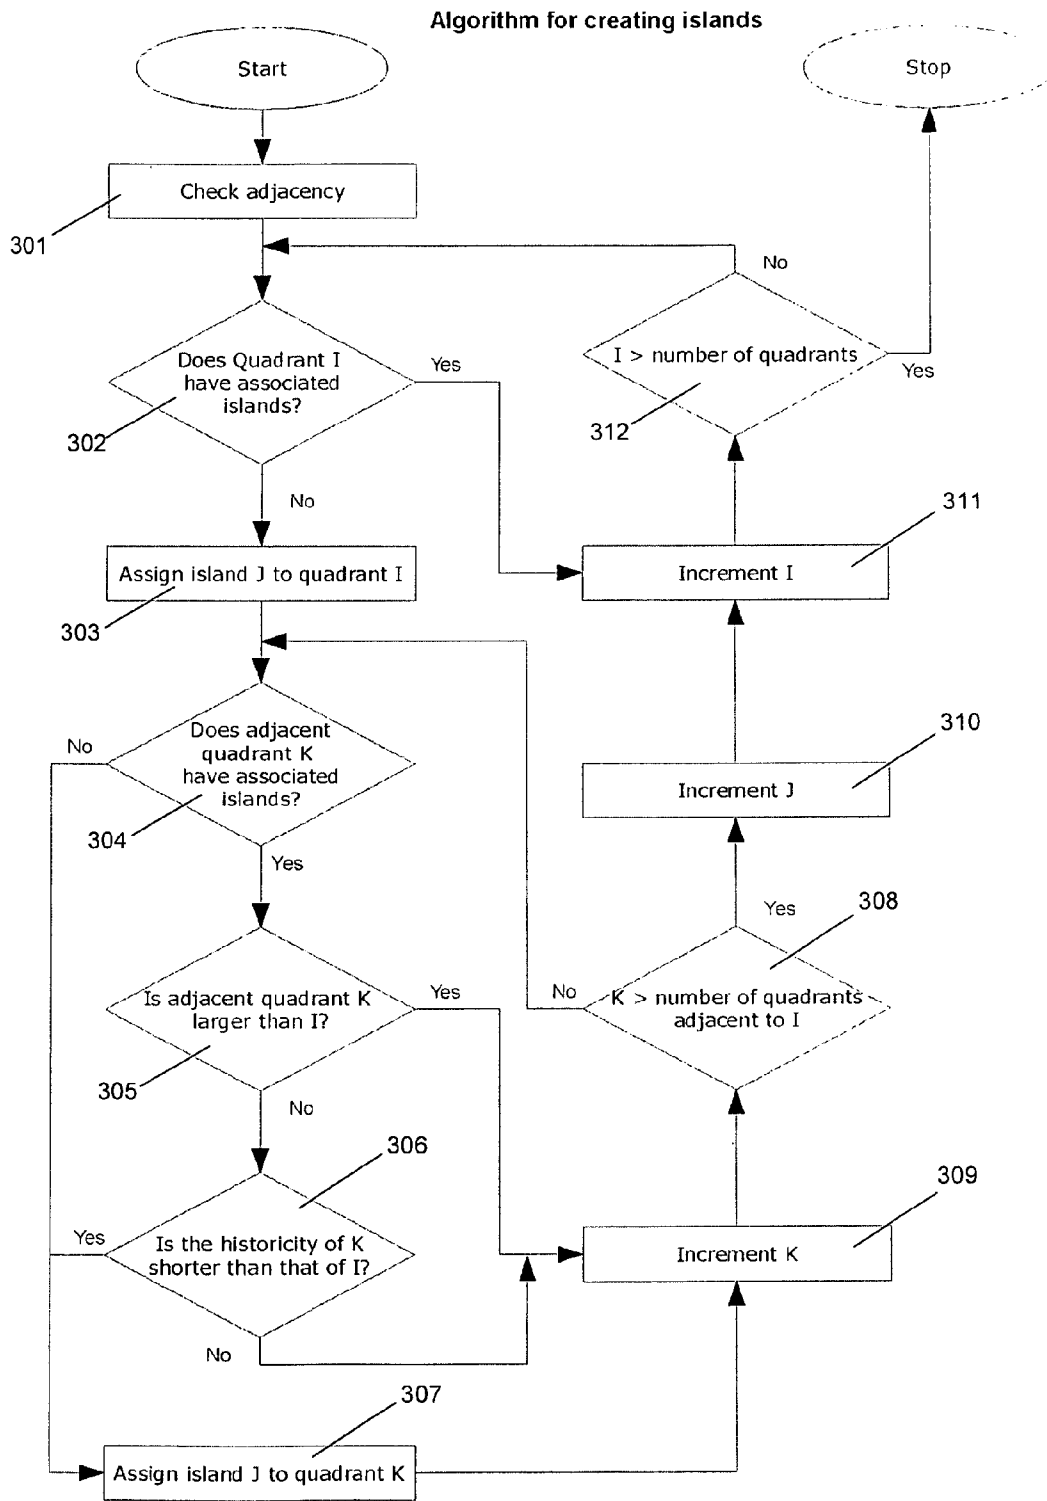 Algorithm for creating islands
Start
Stop
Check adjacency
301
No
Does Quadrant I
have associated
islands?
Yes
302
I > number of quadrants
Yes
312
No
311
Assign island J to quadrant I
Increment I
303
Does adjacent
quadrant K
have associated
islands?
No
304
Yes
310
Increment J
Yes
308
Is adjacent quadrant K
larger than I?
Yes
No
K > number of quadrants
adjacent to I
305
No
306
309
Yes
Is the historicity of K
shorter than that of I?
Increment K
No
307
Assign island J to quadrant K